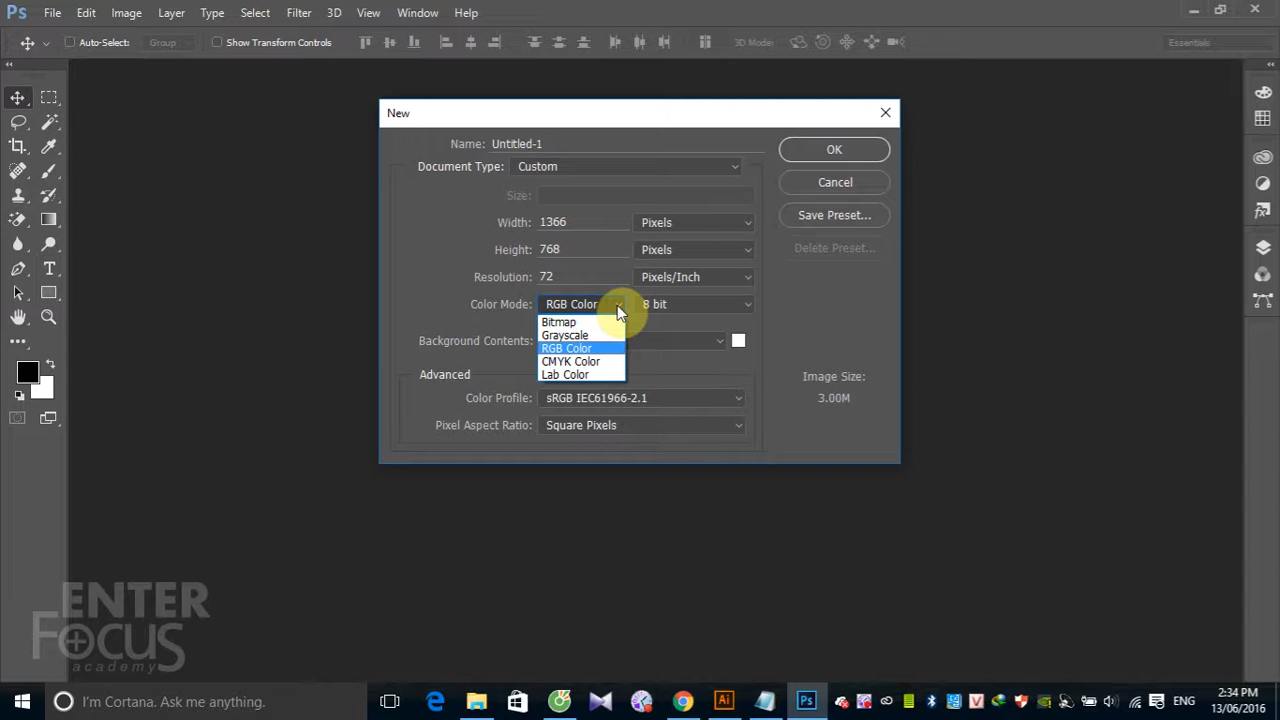 Ps File Edit Image Layer Type Select Filter 3D View Window Help
Auto-Select: Group Show Transform Controls 3D Mode: Essentials
New
Name: Untitled-1
OK
Document Type: Custom
Cancel
Size:
Save Preset...
Width: 1366 Pixels
Height: 768 Pixels
Delete Preset...
Resolution: 72 Pixels/Inch
Color Mode: RGB Color 8 bit
Bitmap
Grayscale
RGB Color
CMYK Color
Lab Color
Background Contents:
Advanced
Image Size:
3.00M
Color Profile: sRGB IEC61966-2.1
Pixel Aspect Ratio: Square Pixels
ENTER
FOCUS
academy
I'm Cortana. Ask me anything.
Ai
Ps
V
ENG
2:34 PM
13/06/2016